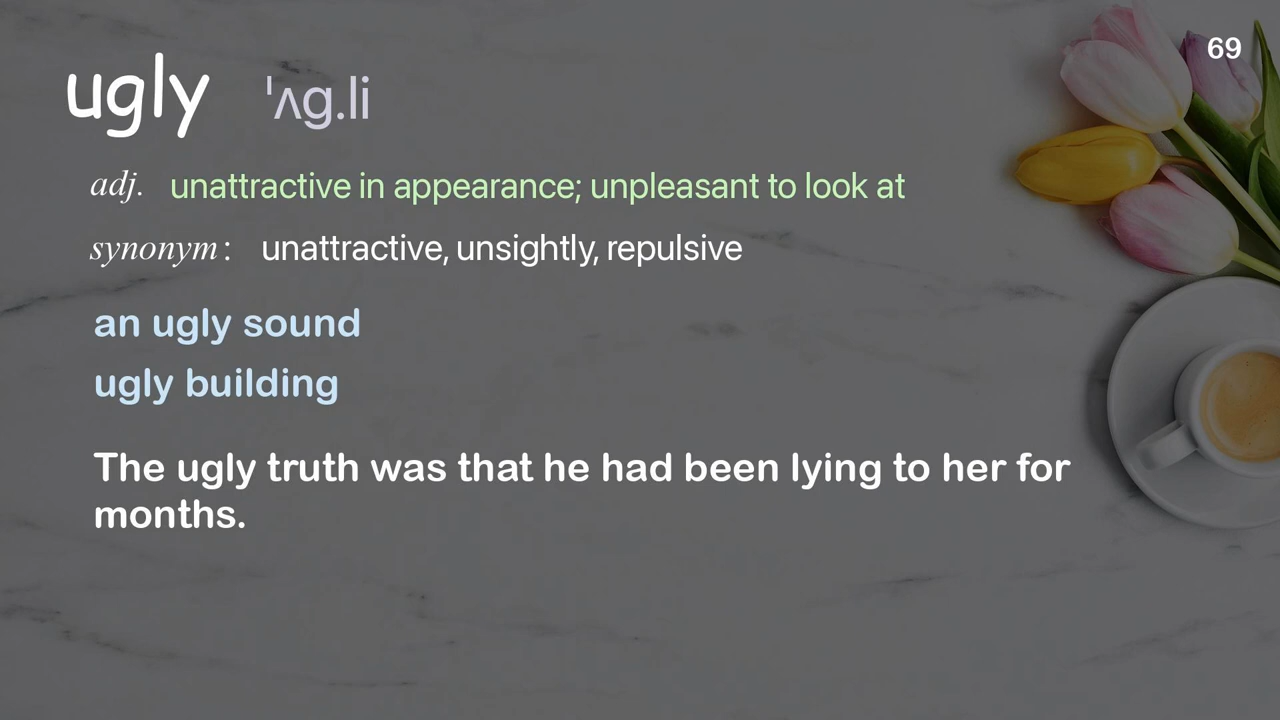 69
ugly ˈʌg.li
adj. unattractive in appearance; unpleasant to look at
synonym: unattractive, unsightly, repulsive
an ugly sound
ugly building
The ugly truth was that he had been lying to her for
months.